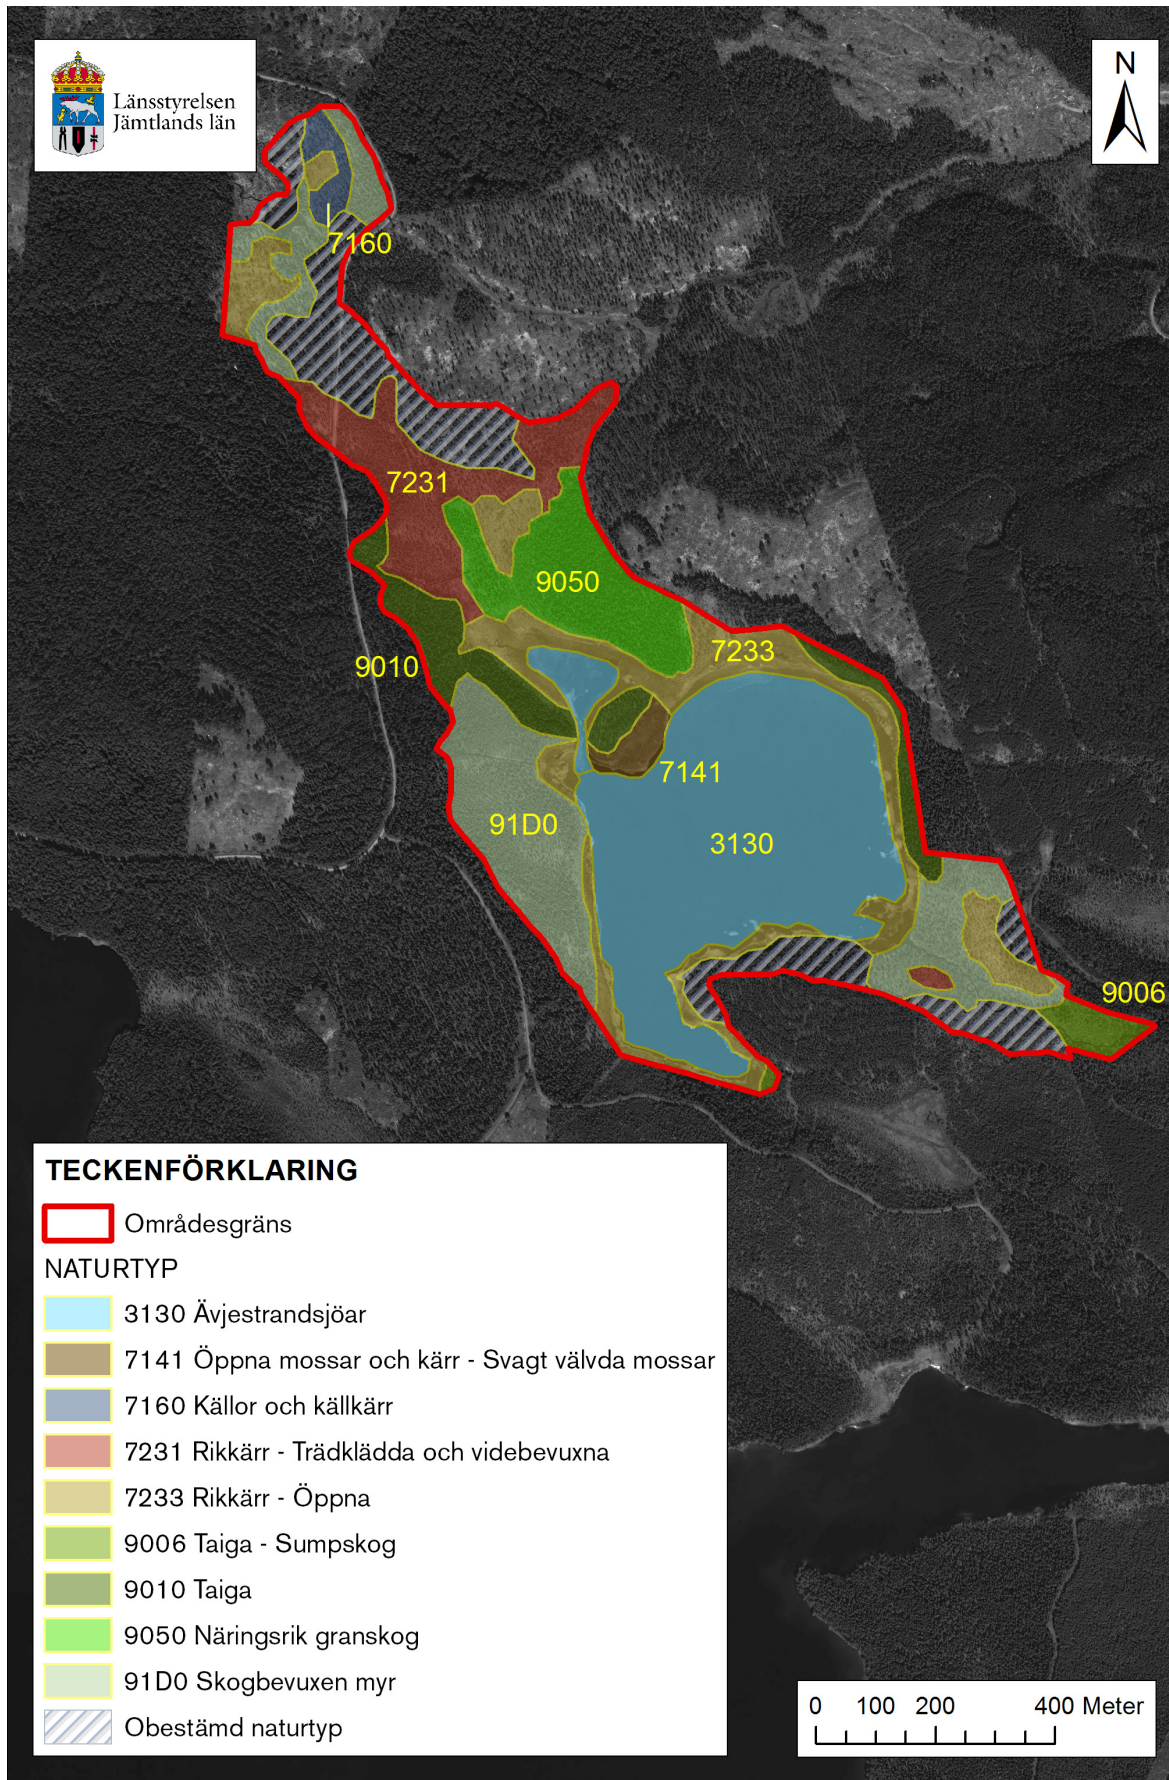 Länsstyrelsen
Jämtlands län
N
7160
7231
9050
7233
9010
7141
91D0
3130
9006
TECKENFÖRKLARING
Områdesgräns
NATURTYP
3130 Ävjestrandsjöar
7141 Öppna mossar och kärr - Svagt välvda mossar
7160 Källor och källkärr
7231 Rikkärr - Trädklädda och videbevuxna
7233 Rikkärr - Öppna
9006 Taiga - Sumpskog
9010 Taiga
9050 Näringsrik granskog
91D0 Skogbevuxen myr
Obestämd naturtyp
0 100 200 400 Meter